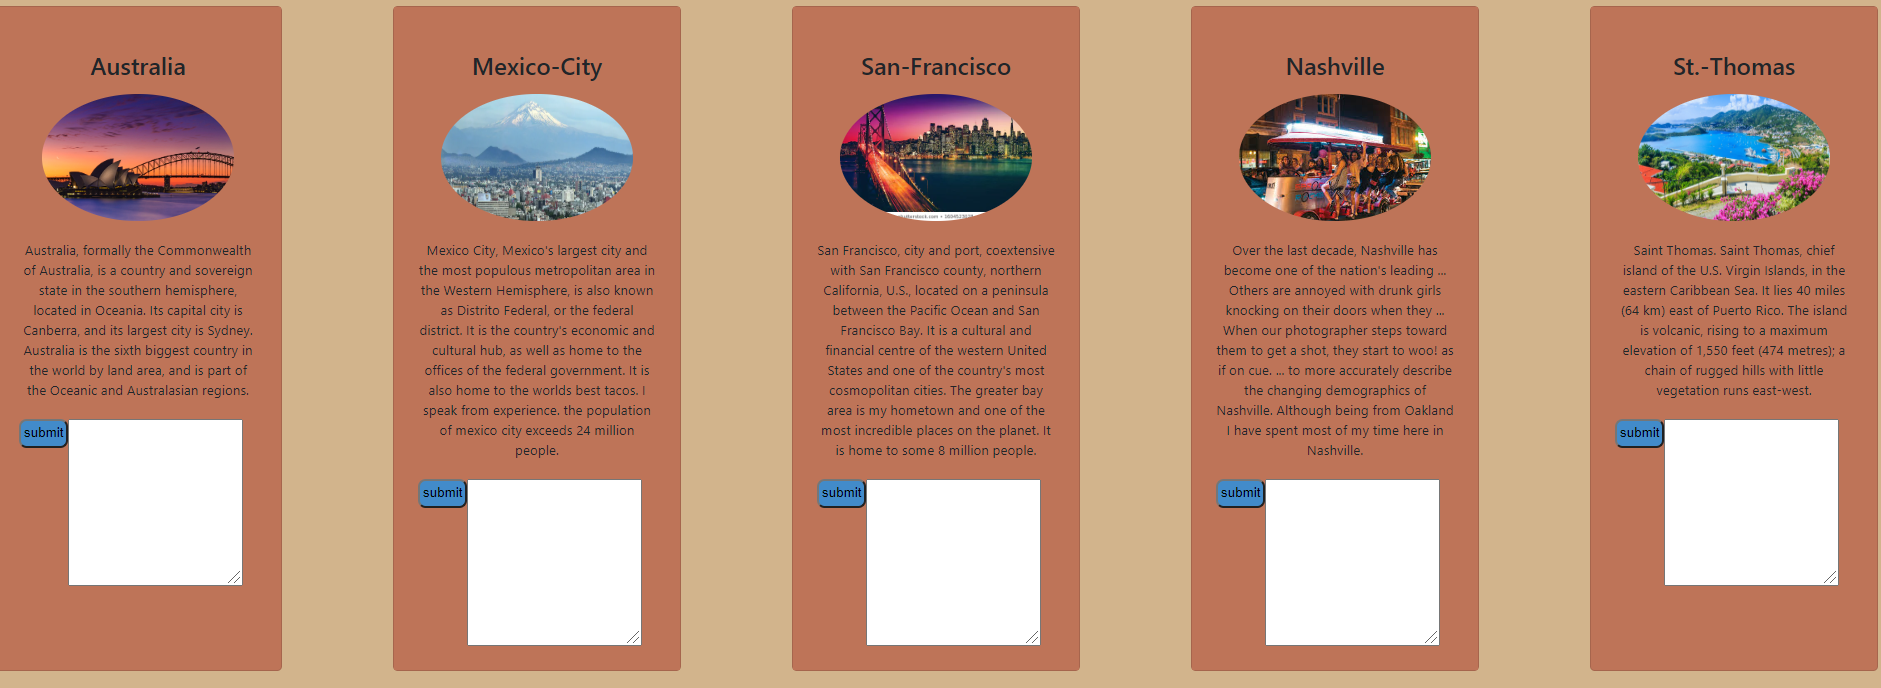 Australia
Australia, formally the Commonwealth
of Australia, is a country and sovereign
state in the southern hemisphere,
located in Oceania. Its capital city is
Canberra, and its largest city is Sydney.
Australia is the sixth biggest country in
the world by land area, and is part of
the Oceanic and Australasian regions.
submit
Mexico-City
Mexico City, Mexico's largest city and
the most populous metropolitan area in
the Western Hemisphere, is also known
as Distrito Federal, or the federal
district. It is the country's economic and
cultural hub, as well as home to the
offices of the federal government. It is
also home to the worlds best tacos. I
speak from experience. the population
of mexico city exceeds 24 million
people.
submit
San-Francisco
San Francisco, city and port, coextensive
with San Francisco county, northern
California, U.S., located on a peninsula
between the Pacific Ocean and San
Francisco Bay. It is a cultural and
financial centre of the western United
States and one of the country's most
cosmopolitan cities. The greater bay
area is my hometown and one of the
most incredible places on the planet. It
is home to some 8 million people.
submit
Nashville
Over the last decade, Nashville has
become one of the nation's leading ...
Others are annoyed with drunk girls
knocking on their doors when they ...
When our photographer steps toward
them to get a shot, they start to woo! as
if on cue. ... to more accurately describe
the changing demographics of
Nashville. Although being from Oakland
I have spent most of my time here in
Nashville.
submit
St.-Thomas
Saint Thomas. Saint Thomas, chief
island of the U.S. Virgin Islands, in the
eastern Caribbean Sea. It lies 40 miles
(64 km) east of Puerto Rico. The island
is volcanic, rising to a maximum
elevation of 1,550 feet (474 metres); a
chain of rugged hills with little
vegetation runs east-west.
submit